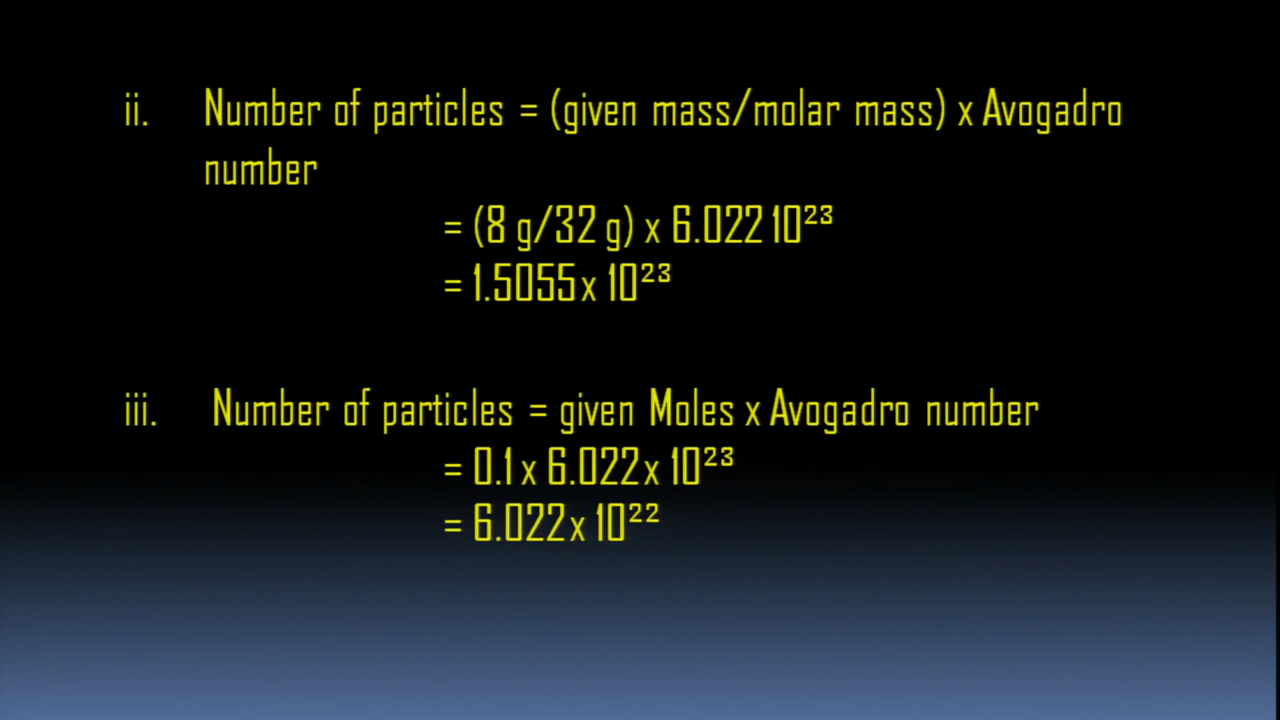 ii. Number of particles = (given mass/molar mass) x Avogadro
number
= (8 g/32 g) x 6.022 10²³
= 1.5055 x 10²³
iii. Number of particles = given Moles x Avogadro number
= 0.1 x 6.022 x 10²³
= 6.022 x 10²²